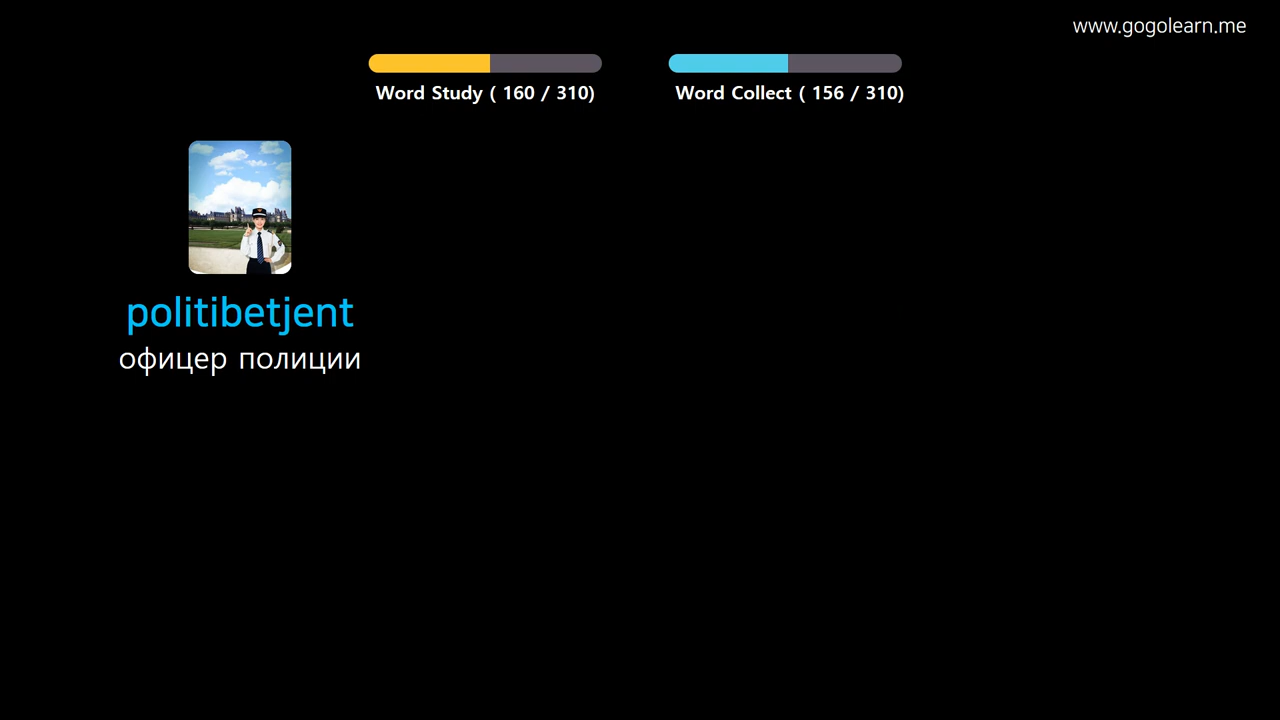 www.gogolearn.me
Word Study ( 160 / 310)
Word Collect ( 156 / 310)
politibetjent
офицер полиции